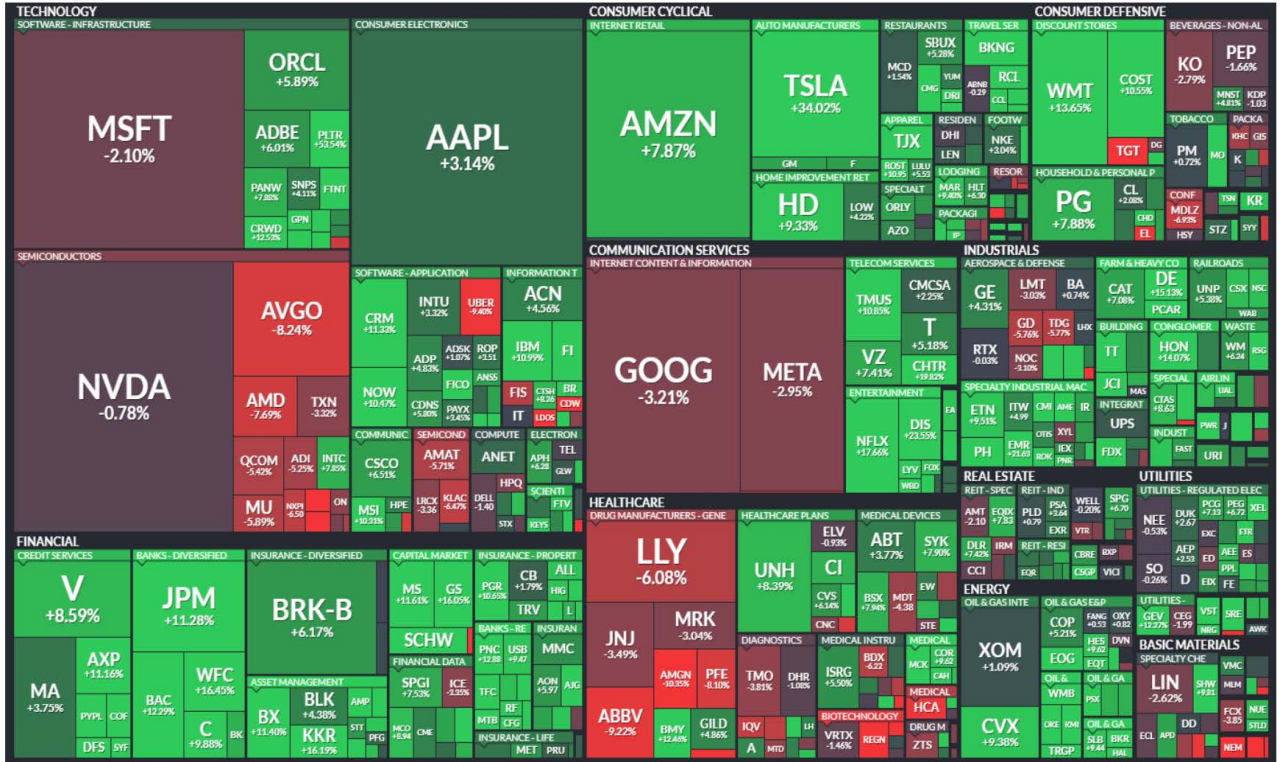 TECHNOLOGY
SOFTWARE - INFRASTRUCTURE
MSFT
-2.10%
ORCL
+5.89%
ADBE
+6.01%
PLTR
+53.54%
PANW
+7.88%
SNPS
+4.11%
FTNT
CRWD
+12.53%
GPN
CONSUMER ELECTRONICS
AAPL
+3.14%
SEMICONDUCTORS
NVDA
-0.78%
AVGO
-8.24%
AMD
-7.69%
TXN
-3.32%
QCOM
-5.42%
ADI
-5.25%
INTC
+7.85%
MU
-5.89%
NXPI
-6.50
ON
SOFTWARE - APPLICATION
CRM
+11.33%
INTU
+3.32%
UBER
-9.40%
NOW
+10.47%
ADP
+4.83%
ADSK
+1.07%
ROP
+3.51
FICO
ANSS
CDNS
+5.80%
PAYX
+3.45%
INFORMATION T
ACN
+4.56%
IBM
+10.99%
FI
FIS
CTSH
+8.26
BR
IT
LDOS
CDW
COMMUNIC
CSCO
+6.51%
MSI
+10.31%
HPE
SEMICOND
AMAT
-5.71%
LRCX
-3.36
KLAC
-6.47%
COMPUTE
ANET
DELL
-1.40
HPQ
STX
ELECTRON
APH
+6.28
TEL
GLW
SCIENTI
FTV
KEYS
CONSUMER CYCLICAL
INTERNET RETAIL
AMZN
+7.87%
AUTO MANUFACTURERS
TSLA
+34.02%
GM
F
HOME IMPROVEMENT RET
HD
+9.33%
LOW
+4.22%
RESTAURANTS
MCD
+1.54%
SBUX
+5.28%
CMG
YUM
DRI
TRAVEL SER
BKNG
ABNB
-0.29
RCL
CCL
APPAREL
TJX
ROST
+10.95
LULU
+5.53
RESIDEN
DHI
LEN
FOOTW
NKE
+3.04%
LODGING
MAR
+9.40%
HLT
+6.50
RESOR
SPECIALT
ORLY
AZO
PACKAGI
IP
CONSUMER DEFENSIVE
DISCOUNT STORES
WMT
+13.65%
COST
+10.55%
TGT
DG
BEVERAGES - NON-AL
KO
-2.79%
PEP
-1.66%
MNST
+4.81%
KDP
-1.03
HOUSEHOLD & PERSONAL P
PG
+7.88%
CL
+2.08%
CHD
EL
TOBACCO
PM
+0.72%
MO
PACKA
KHC
GIS
K
CONF
MDLZ
-6.93%
HSY
TSN
KR
STZ
SYY
COMMUNICATION SERVICES
INTERNET CONTENT & INFORMATION
GOOG
-3.21%
META
-2.95%
TELECOM SERVICES
TMUS
+10.85%
CMCSA
+2.25%
T
+5.18%
VZ
+7.41%
CHTR
+19.82%
ENTERTAINMENT
NFLX
+17.66%
DIS
+23.55%
LYV
FOX
WBD
EA
INDUSTRIALS
AEROSPACE & DEFENSE
GE
+4.31%
LMT
-3.03%
BA
+0.74%
RTX
-0.03%
GD
-5.76%
TDG
-5.77%
LHX
NOC
-3.10%
FARM & HEAVY CO
CAT
+7.08%
DE
+15.13%
PCAR
RAILROADS
UNP
+5.38%
CSX
NSC
WAB
BUILDING
TT
JCI
MAS
CONGLOMER
HON
+14.07%
WASTE
WM
+6.24
RSG
SPECIALTY INDUSTRIAL MAC
ETN
+9.51%
ITW
+4.99
CMI
AME
IR
PH
EMR
+21.63
OTIS
XYL
ROK
IEX
PNR
INTEGRAT
UPS
FDX
SPECIAL
CTAS
+8.63
AIRLIN
UAL
INDUST
FAST
PWR
J
URI
FINANCIAL
CREDIT SERVICES
V
+8.59%
MA
+3.75%
AXP
+11.16%
PYPL
COF
DFS
SYF
BANKS - DIVERSIFIED
JPM
+11.28%
BAC
+12.29%
WFC
+16.45%
C
+9.88%
BK
INSURANCE - DIVERSIFIED
BRK-B
+6.17%
ASSET MANAGEMENT
BX
+11.40%
BLK
+4.38%
AMP
KKR
+16.19%
STT
PFG
CAPITAL MARKET
MS
+11.61%
GS
+16.05%
SCHW
FINANCIAL DATA
SPGI
+7.53%
ICE
-3.35%
MCO
+8.94
CME
INSURANCE - PROPERT
PGR
+10.65%
CB
+1.79%
ALL
HIG
TRV
L
BANKS - RE
PNC
+12.88
USB
+9.47
TFC
RF
MTB
CFG
INSURAN
MMC
AON
+5.97
AJG
INSURANCE - LIFE
MET
PRU
HEALTHCARE
DRUG MANUFACTURERS - GENE
LLY
-6.08%
JNJ
-3.49%
MRK
-3.04%
ABBV
-9.22%
AMGN
-10.35%
PFE
-8.10%
BMY
+12.46%
GILD
+4.86%
HEALTHCARE PLANS
UNH
+8.39%
ELV
-0.93%
CI
CVS
+6.14%
CNC
MEDICAL DEVICES
ABT
+3.77%
SYK
+7.90%
BSX
+7.94%
MDT
-4.38
EW
STE
DIAGNOSTICS
TMO
-3.81%
DHR
-1.08%
IQV
LH
A
MTD
MEDICAL INSTRU
ISRG
+5.50%
BDX
-6.22
MEDICAL
MCK
COR
+9.62
CAH
BIOTECHNOLOGY
VRTX
-1.46%
REGN
MEDICAL
HCA
DRUG M
ZTS
REAL ESTATE
REIT - SPEC
AMT
-2.10
EQIX
+7.83
DLR
+7.42%
IRM
CCI
REIT - IND
PLD
+0.79
PSA
+2.64
EXR
WELL
-0.20%
SPG
+6.70
VTR
REIT - RESI
EQR
CBRE
CSGP
BXP
VICI
UTILITIES
UTILITIES - REGULATED ELEC
NEE
-0.53%
DUK
+2.67
PCG
+7.13
PEG
+6.72
XEL
EXC
ETR
SO
-0.26%
AEP
+2.53
ED
AEE
ES
PPL
D
EIX
FE
UTILITIES -
GEV
+12.27%
CEG
-1.99
VST
NRG
SRE
AWK
ENERGY
OIL & GAS INTE
XOM
+1.09%
CVX
+9.38%
OIL & GAS E&P
COP
+5.21%
FANG
+0.53
OXY
+0.82
EOG
HES
+9.62
DVN
EQT
OIL &
WMB
OKE
KMI
TRGP
OIL & GA
PSX
OIL & GA
SLB
+9.44
BKR
HAL
BASIC MATERIALS
SPECIALTY CHE
LIN
-2.62%
SHW
+9.81
ECL
APD
DD
VMC
MLM
FCX
-3.85
NUE
STLD
NEM